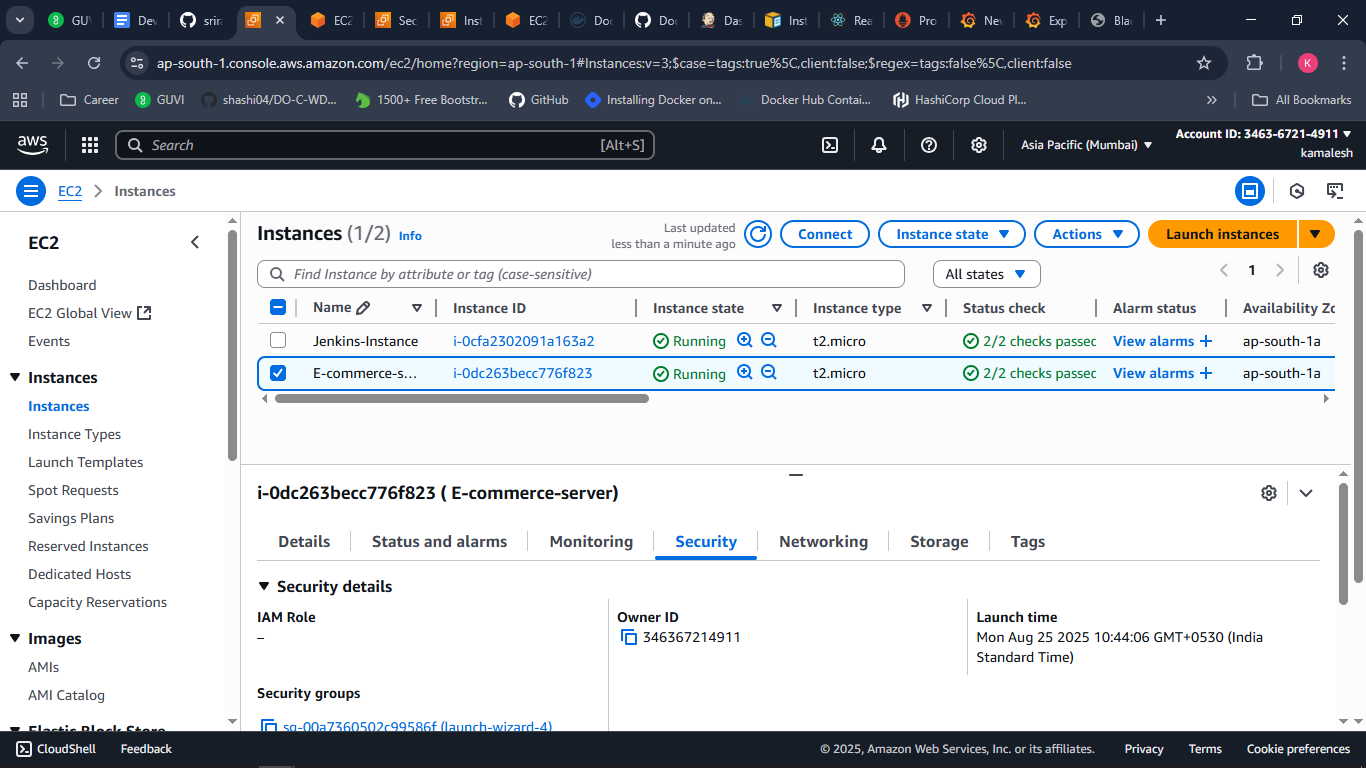 GUV
Dev
srira
EC2
Sec
Inst
EC2
Doc
Doc
Das
Inst
Rea
Pro
Nev
Exp
Blac
ap-south-1.console.aws.amazon.com/ec2/home?region=ap-south-1#Instances:v=3;$case=tags:true%5C,client:false;$regex=tags:false%5C,client:false
K
Career
GUVI
shashi04/DO-C-WD...
1500+ Free Bootstr...
GitHub
Installing Docker on...
Docker Hub Contai...
HashiCorp Cloud Pl...
All Bookmarks
aws
Search
[Alt+S]
Asia Pacific (Mumbai)
Account ID: 3463-6721-4911
kamalesh
EC2
Instances
EC2
Dashboard
EC2 Global View
Events
Instances
Instances
Instance Types
Launch Templates
Spot Requests
Savings Plans
Reserved Instances
Dedicated Hosts
Capacity Reservations
Images
AMIs
AMI Catalog
Elastic Block Store
Instances (1/2) Info
Last updated
less than a minute ago
Connect
Instance state
Actions
Launch instances
Find Instance by attribute or tag (case-sensitive)
All states
1
Name
Instance ID
Instance state
Instance type
Status check
Alarm status
Availability Zo
Jenkins-Instance
i-0cfa2302091a163a2
Running
t2.micro
2/2 checks passec
View alarms +
ap-south-1a
E-commerce-s...
i-0dc263becc776f823
Running
t2.micro
2/2 checks passec
View alarms +
ap-south-1a
i-0dc263becc776f823 ( E-commerce-server)
Details
Status and alarms
Monitoring
Security
Networking
Storage
Tags
Security details
IAM Role
–
Owner ID
346367214911
Launch time
Mon Aug 25 2025 10:44:06 GMT+0530 (India
Standard Time)
Security groups
sg-00a7360502c99586f (launch-wizard-4)
CloudShell
Feedback
© 2025, Amazon Web Services, Inc. or its affiliates.
Privacy
Terms
Cookie preferences